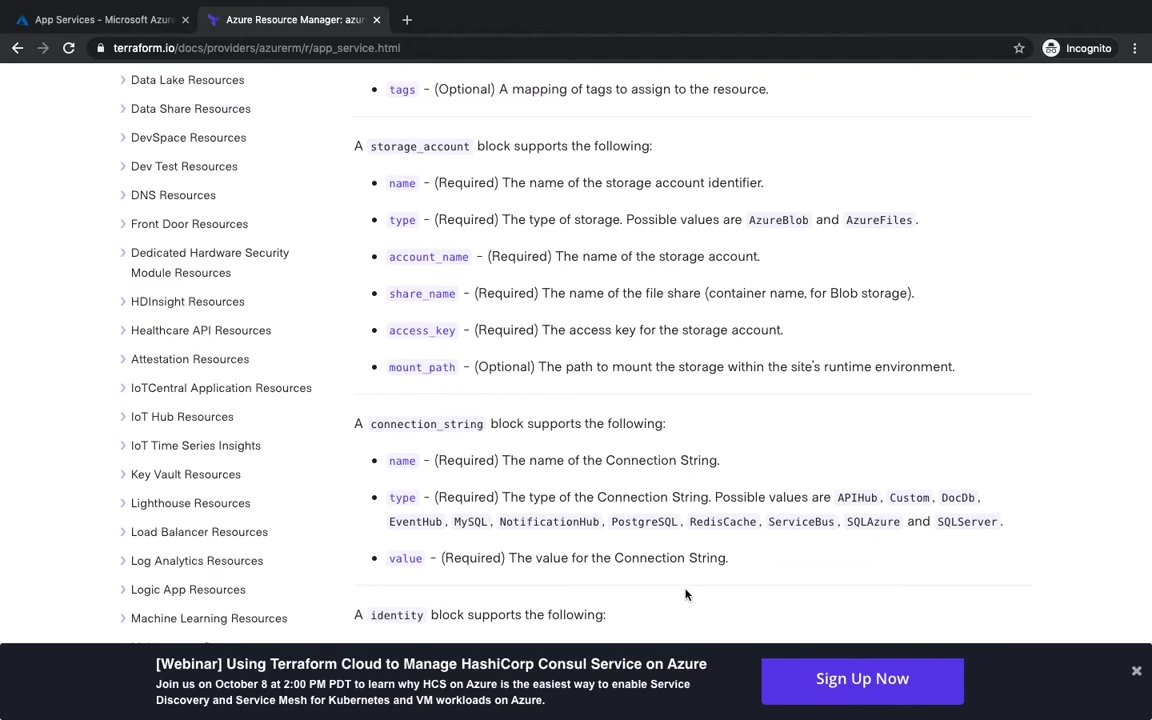 App Services - Microsoft Azure
Azure Resource Manager: azur
terraform.io/docs/providers/azurerm/r/app_service.html
Incognito
Data Lake Resources
Data Share Resources
DevSpace Resources
Dev Test Resources
DNS Resources
Front Door Resources
Dedicated Hardware Security
Module Resources
HDInsight Resources
Healthcare API Resources
Attestation Resources
IoTCentral Application Resources
IoT Hub Resources
IoT Time Series Insights
Key Vault Resources
Lighthouse Resources
Load Balancer Resources
Log Analytics Resources
Logic App Resources
Machine Learning Resources
tags - (Optional) A mapping of tags to assign to the resource.
A storage_account block supports the following:
name - (Required) The name of the storage account identifier.
type - (Required) The type of storage. Possible values are AzureBlob and AzureFiles.
account_name - (Required) The name of the storage account.
share_name - (Required) The name of the file share (container name, for Blob storage).
access_key - (Required) The access key for the storage account.
mount_path - (Optional) The path to mount the storage within the site's runtime environment.
A connection_string block supports the following:
name - (Required) The name of the Connection String.
type - (Required) The type of the Connection String. Possible values are APIHub, Custom, DocDb,
EventHub, MySQL, NotificationHub, PostgreSQL, RedisCache, ServiceBus, SQLAzure and SQLServer.
value - (Required) The value for the Connection String.
A identity block supports the following:
[Webinar] Using Terraform Cloud to Manage HashiCorp Consul Service on Azure
Join us on October 8 at 2:00 PM PDT to learn why HCS on Azure is the easiest way to enable Service
Discovery and Service Mesh for Kubernetes and VM workloads on Azure.
Sign Up Now